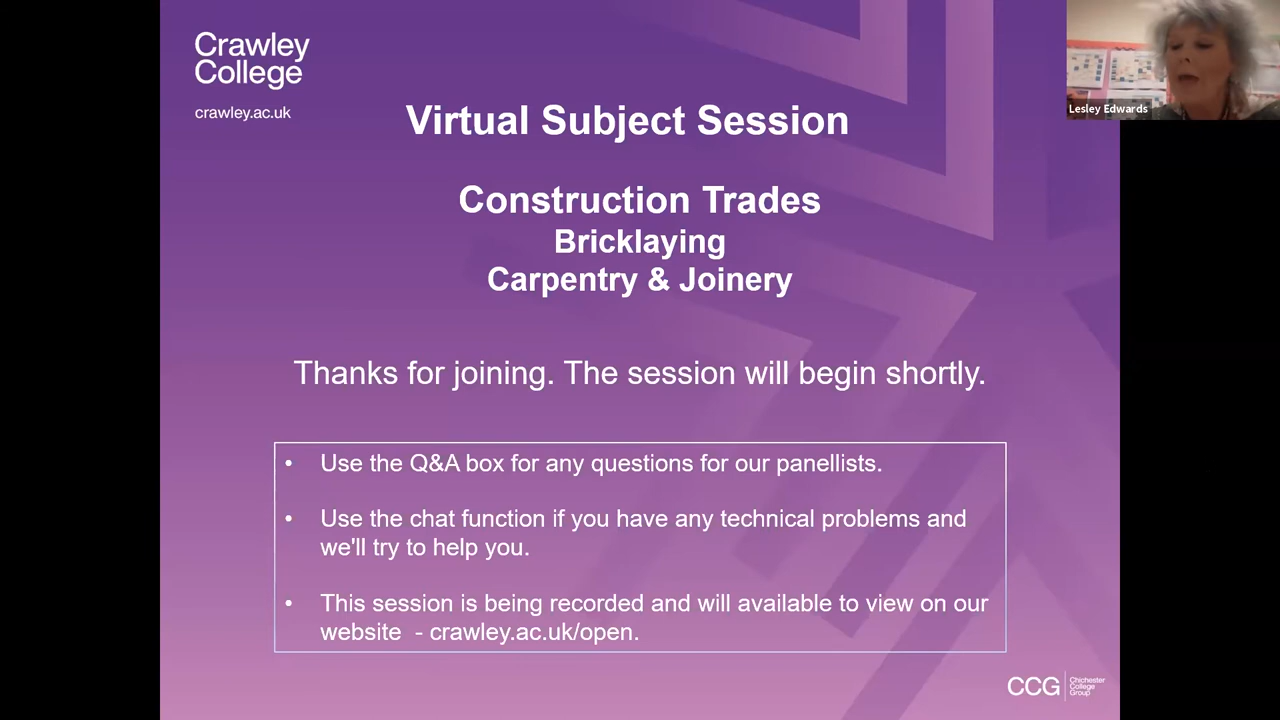 Crawley
College
crawley.ac.uk
Lesley Edwards
Virtual Subject Session
Construction Trades
Bricklaying
Carpentry & Joinery
Thanks for joining. The session will begin shortly.
• Use the Q&A box for any questions for our panellists.
• Use the chat function if you have any technical problems and
we'll try to help you.
• This session is being recorded and will available to view on our
website - crawley.ac.uk/open.
CCG
Chichester
College
Group